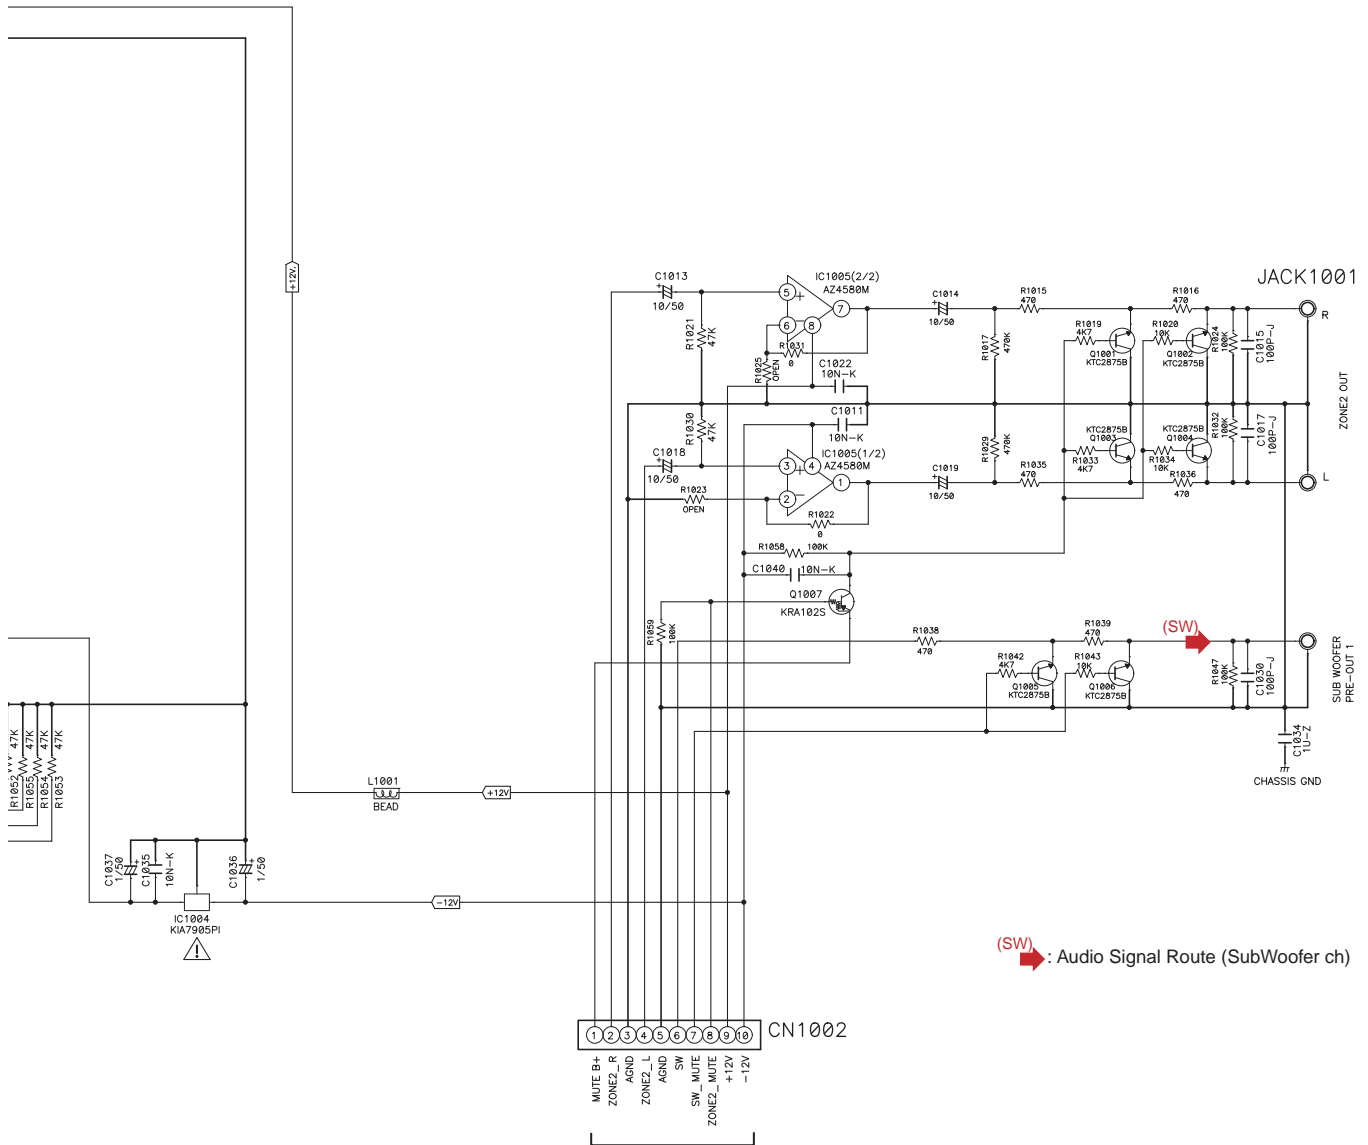 +12V.
C1013
10/50
R1021
47K
IC1005(2/2)
AZ4580M
5
6
7
8
+
−
R1031
0
R1025
OPEN
C1022
10N-K
C1014
10/50
R1017
470K
R1015
470
R1016
470
R1019
4K7
Q1001
KTC2875B
R1020
10K
Q1002
KTC2875B
R1024
100K
C1015
100P-J
JACK1001
R
ZONE2 OUT
R1030
47K
C1018
10/50
C1011
10N-K
IC1005(1/2)
AZ4580M
3
2
4
1
+
−
R1023
OPEN
R1022
0
C1019
10/50
R1029
470K
R1035
470
KTC2875B
Q1003
R1033
4K7
KTC2875B
Q1004
R1034
10K
R1036
470
R1032
100K
C1017
100P-J
L
R1058
100K
C1040
10N-K
Q1007
KRA102S
R1059
100K
R1038
470
R1039
470
(SW)
R1042
4K7
Q1005
KTC2875B
R1043
10K
Q1006
KTC2875B
R1047
100K
C1030
100P-J
SUB WOOFER
PRE-OUT 1
C1034
1U-Z
CHASSIS GND
R1052
47K
R1055
47K
R1054
47K
R1053
L1001
BEAD
+12V
C1037
1/50
C1035
10N-K
C1036
1/50
+
+
IC1004
KIA7905PI
!
-12V
(SW)
: Audio Signal Route (SubWoofer ch)
1 2 3 4 5 6 7 8 9 10
CN1002
MUTE B+
ZONE2_R
AGND
ZONE2_L
AGND
SW
SW_MUTE
ZONE2_MUTE
+12V
-12V